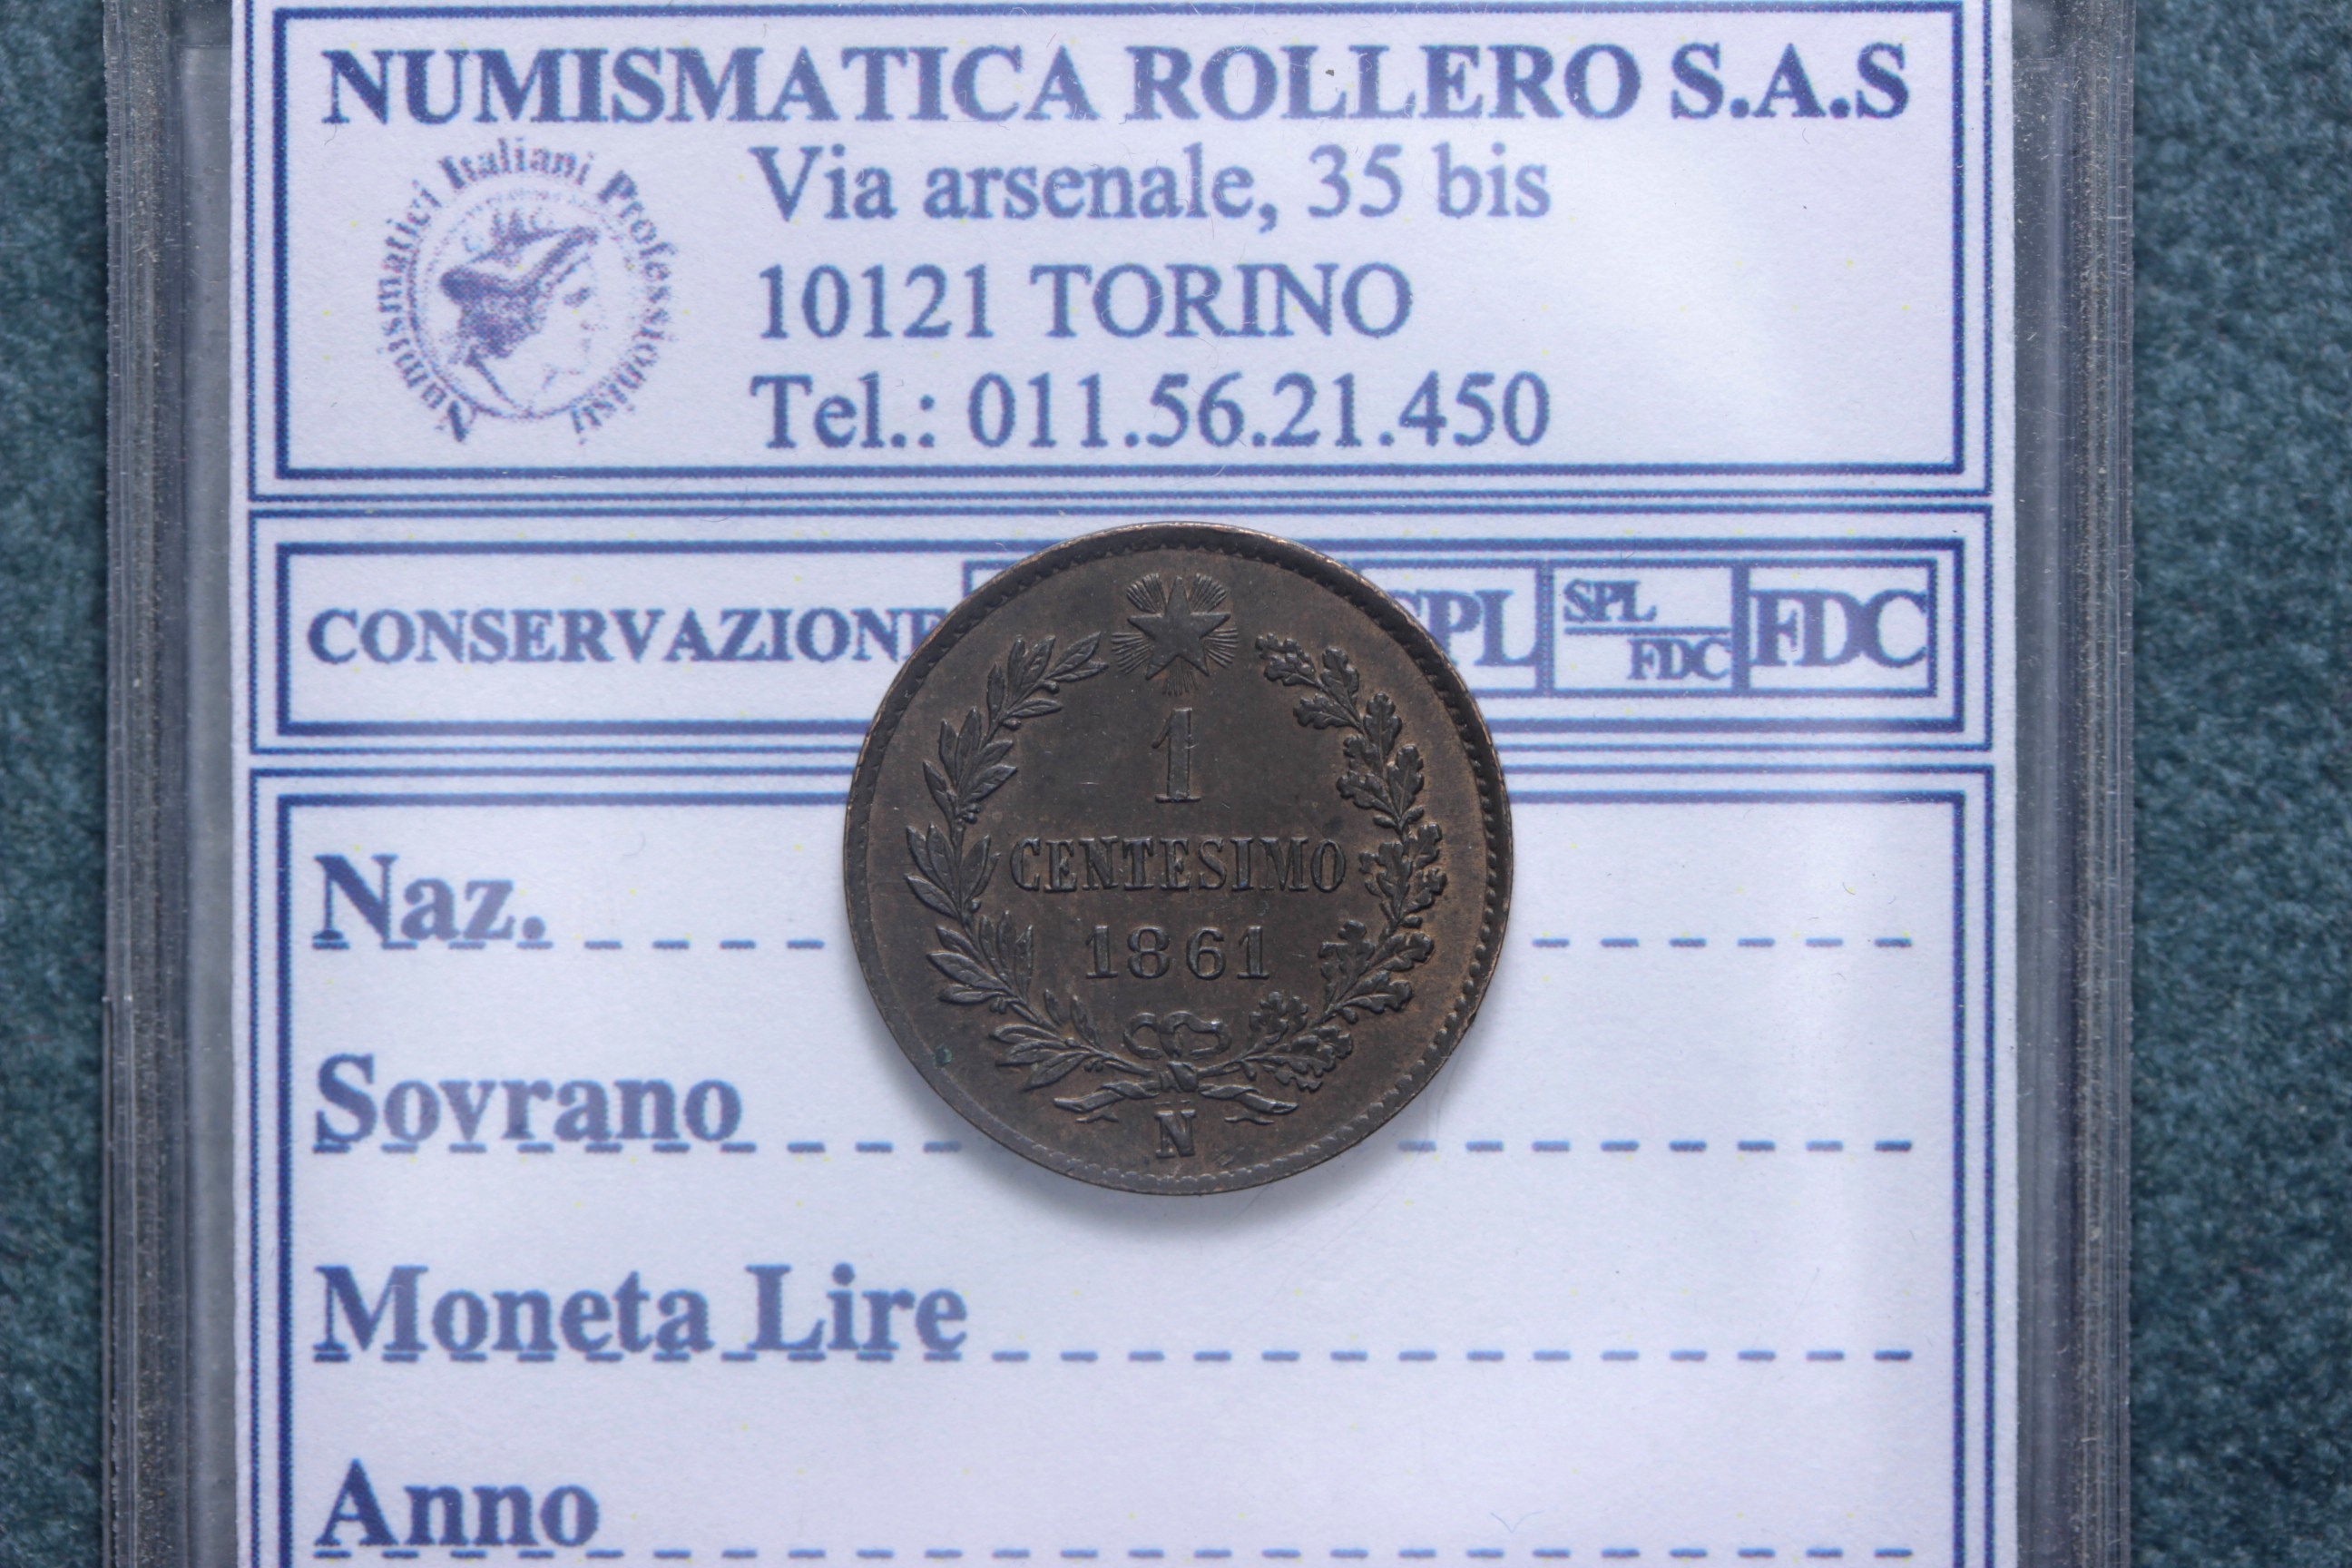 NUMISMATICA ROLLERO S.A.S
Numismatici Italiani Professionisti
Via arsenale, 35 bis
10121 TORINO
Tel.: 011.56.21.450
CONSERVAZIONE
SPL
SPL
FDC
FDC
1
CENTESIMO
1861
N
Naz.
Sovrano
Moneta Lire
Anno